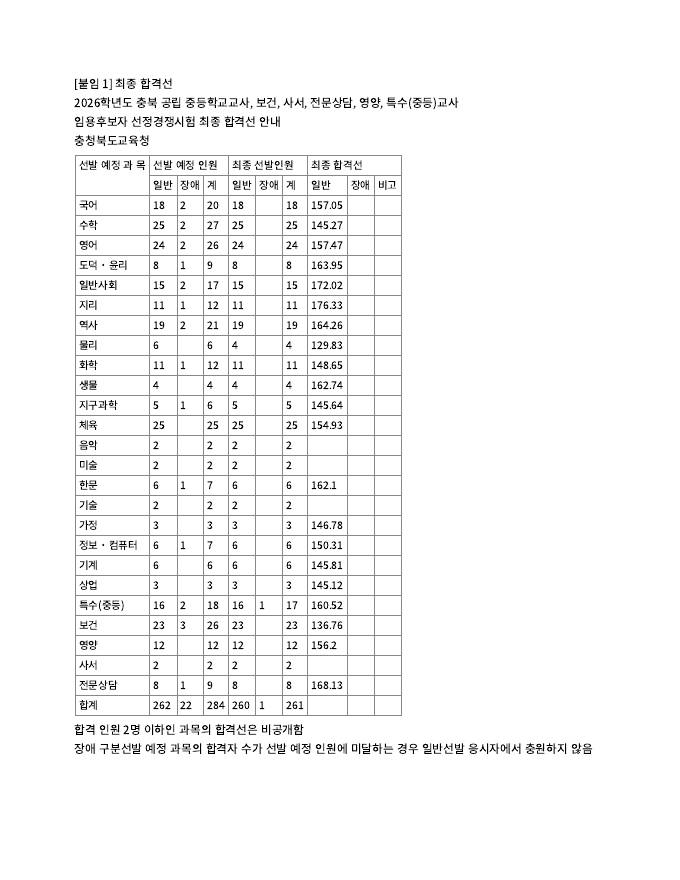 [붙임 1] 최종 합격선
2026학년도 충북 공립 중등학교교사, 보건, 사서, 전문상담, 영양, 특수(중등)교사
임용후보자 선정경쟁시험 최종 합격선 안내
충청북도교육청
선발 예정 과 목 선발 예정 인원 최종 선발인원 최종 합격선
일반 장애 계 일반 장애 계 일반 장애 비고
국어 18 2 20 18 18 157.05
수학 25 2 27 25 25 145.27
영어 24 2 26 24 24 157.47
도덕・윤리 8 1 9 8 8 163.95
일반사회 15 2 17 15 15 172.02
지리 11 1 12 11 11 176.33
역사 19 2 21 19 19 164.26
물리 6 6 4 4 129.83
화학 11 1 12 11 11 148.65
생물 4 4 4 4 162.74
지구과학 5 1 6 5 5 145.64
체육 25 25 25 25 154.93
음악 2 2 2 2
미술 2 2 2 2
한문 6 1 7 6 6 162.1
기술 2 2 2 2
가정 3 3 3 3 146.78
정보・컴퓨터 6 1 7 6 6 150.31
기계 6 6 6 6 145.81
상업 3 3 3 3 145.12
특수(중등) 16 2 18 16 1 17 160.52
보건 23 3 26 23 23 136.76
영양 12 12 12 12 156.2
사서 2 2 2 2
전문상담 8 1 9 8 8 168.13
합계 262 22 284 260 1 261
합격 인원 2명 이하인 과목의 합격선은 비공개함
장애 구분선발 예정 과목의 합격자 수가 선발 예정 인원에 미달하는 경우 일반선발 응시자에서 충원하지 않음